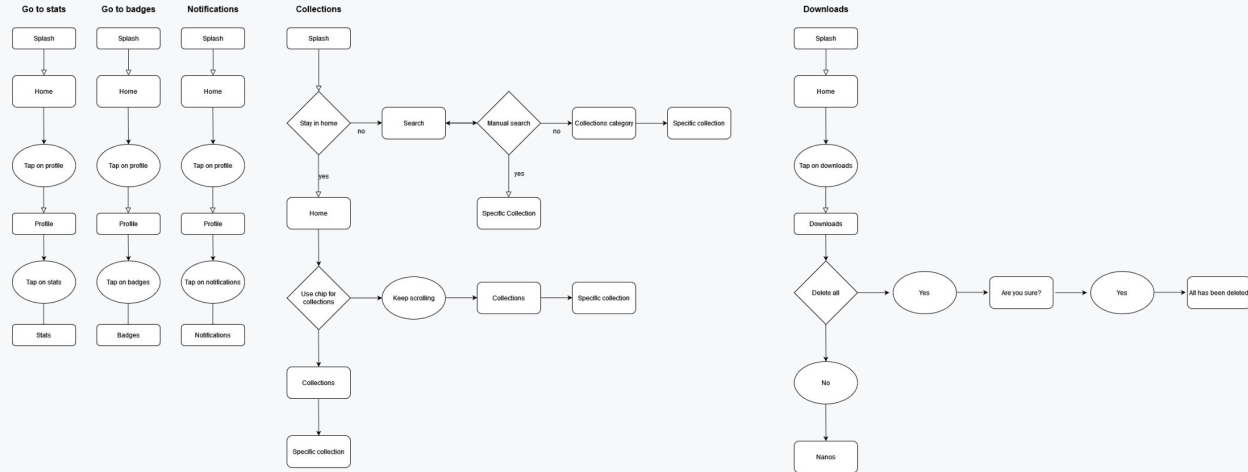 Go to stats
Splash
Home
Tap on profile
Profile
Tap on stats
Stats
Go to badges
Splash
Home
Tap on profile
Profile
Tap on badges
Badges
Notifications
Splash
Home
Tap on profile
Profile
Tap on notifications
Notifications
Collections
Splash
Stay in home
no
Search
Manual search
no
Collections category
Specific collection
yes
Specific Collection
yes
Home
Use chip for
collections
Keep scrolling
Collections
Specific collection
Collections
Specific collection
Downloads
Splash
Home
Tap on downloads
Downloads
Delete all
Yes
Are you sure?
Yes
All has been deleted
No
Nanos